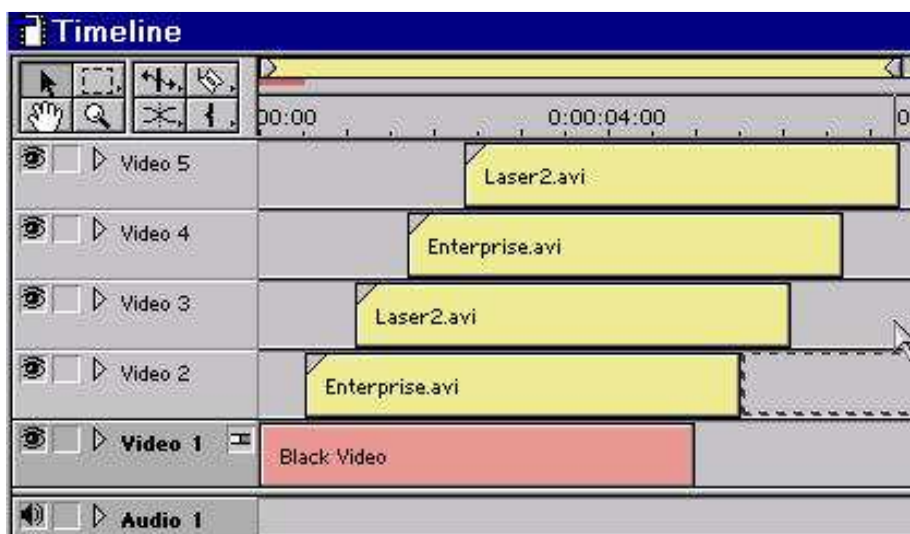 Timeline
00:00 0:00:04:00 0
Video 5 Laser2.avi
Video 4 Enterprise.avi
Video 3 Laser2.avi
Video 2 Enterprise.avi
Video 1 Black Video
Audio 1